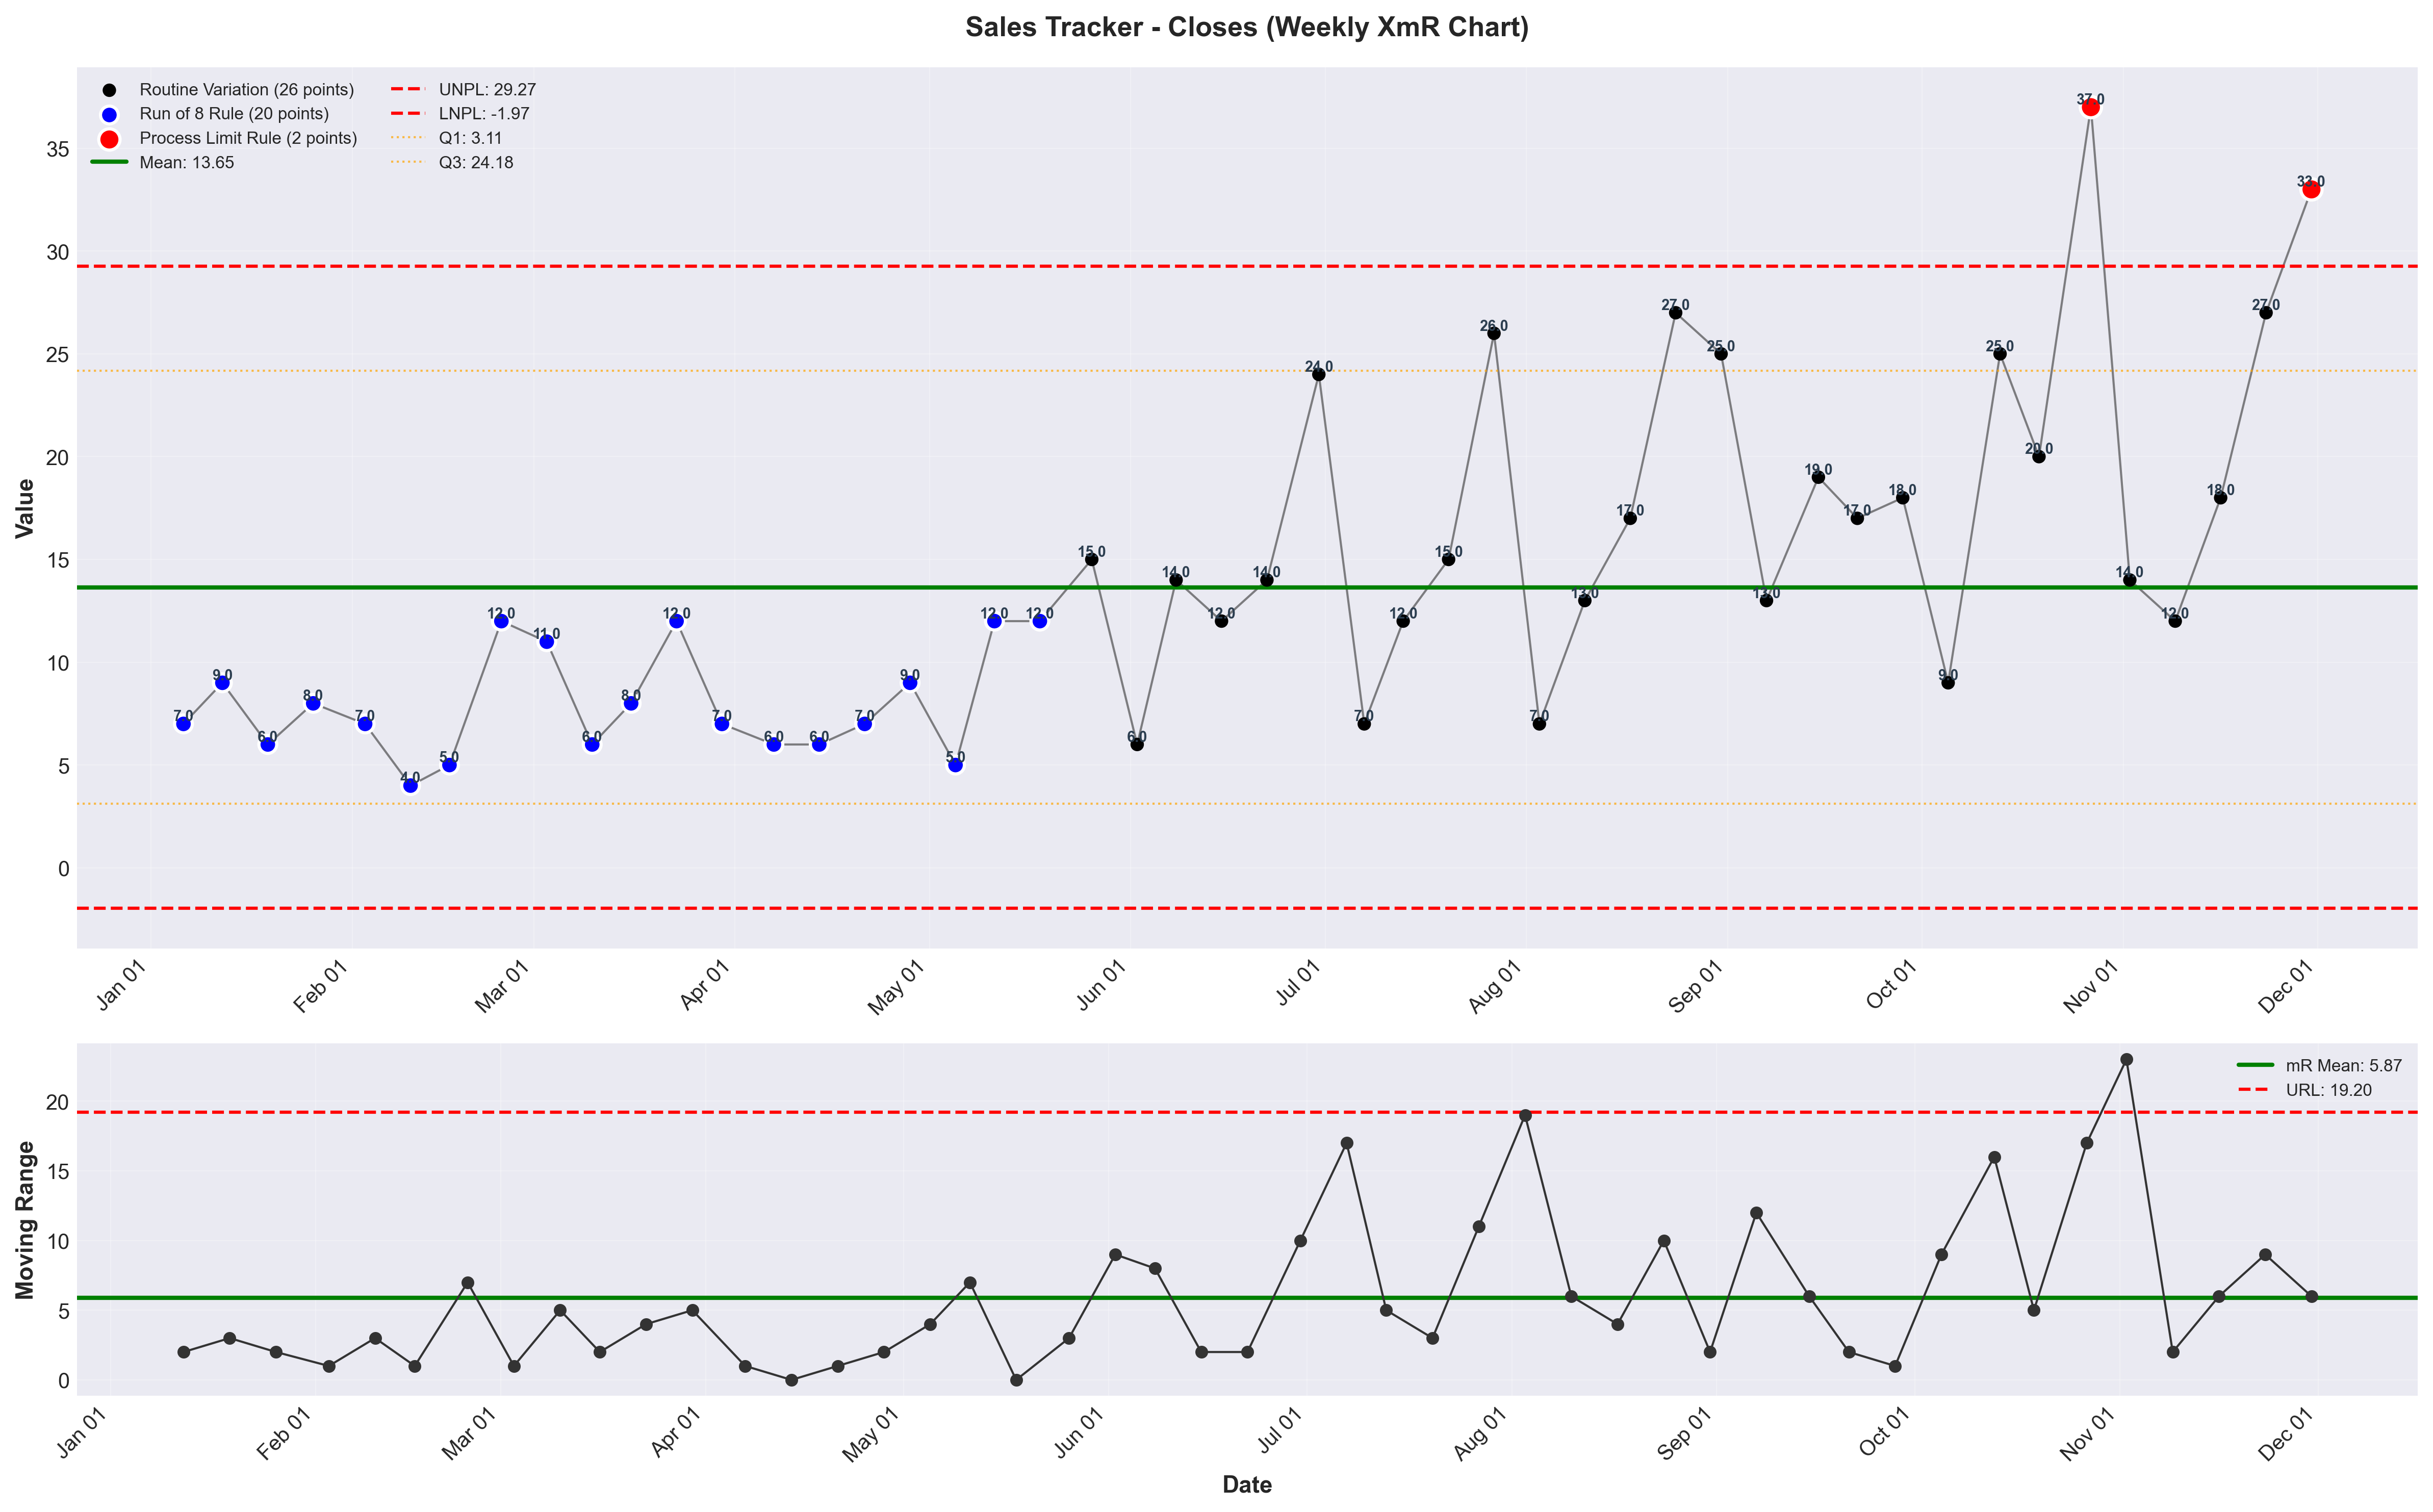 Sales Tracker - Closes (Weekly XmR Chart)
Routine Variation (26 points)
Run of 8 Rule (20 points)
Process Limit Rule (2 points)
Mean: 13.65
UNPL: 29.27
LNPL: -1.97
Q1: 3.11
Q3: 24.18
Value
35
30
25
20
15
10
5
0
7.0
9.0
6.0
8.0
7.0
4.0
5.0
12.0
11.0
6.0
8.0
12.0
7.0
6.0
6.0
7.0
9.0
5.0
12.0
12.0
15.0
6.0
14.0
12.0
14.0
24.0
7.0
12.0
15.0
26.0
7.0
13.0
17.0
27.0
25.0
13.0
19.0
17.0
18.0
9.0
25.0
20.0
37.0
14.0
12.0
18.0
27.0
33.0
Jan 01
Feb 01
Mar 01
Apr 01
May 01
Jun 01
Jul 01
Aug 01
Sep 01
Oct 01
Nov 01
Dec 01
mR Mean: 5.87
URL: 19.20
Moving Range
20
15
10
5
0
Jan 01
Feb 01
Mar 01
Apr 01
May 01
Jun 01
Jul 01
Aug 01
Sep 01
Oct 01
Nov 01
Dec 01
Date